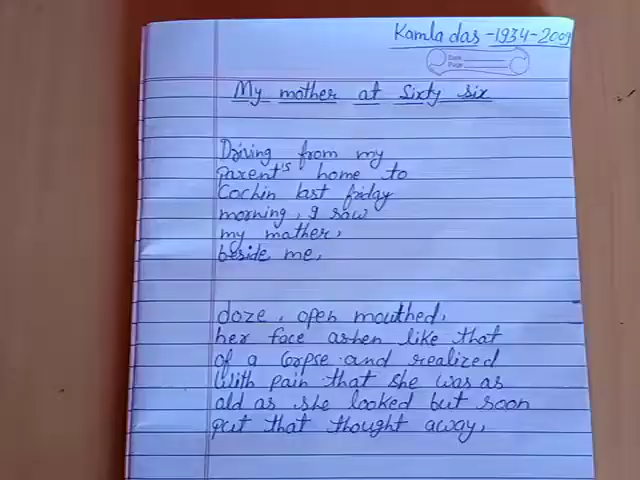 Kamla das -1934-2009
Date
Page
My mother at Sixty six
Driving from my
parent's home to
Cochin last friday
morning, I saw
my mother,
beside me,
doze, open mouthed,
her face ashen like that
of a Corpse and realized
With pain that she was as
old as she looked but soon
put that thought away,